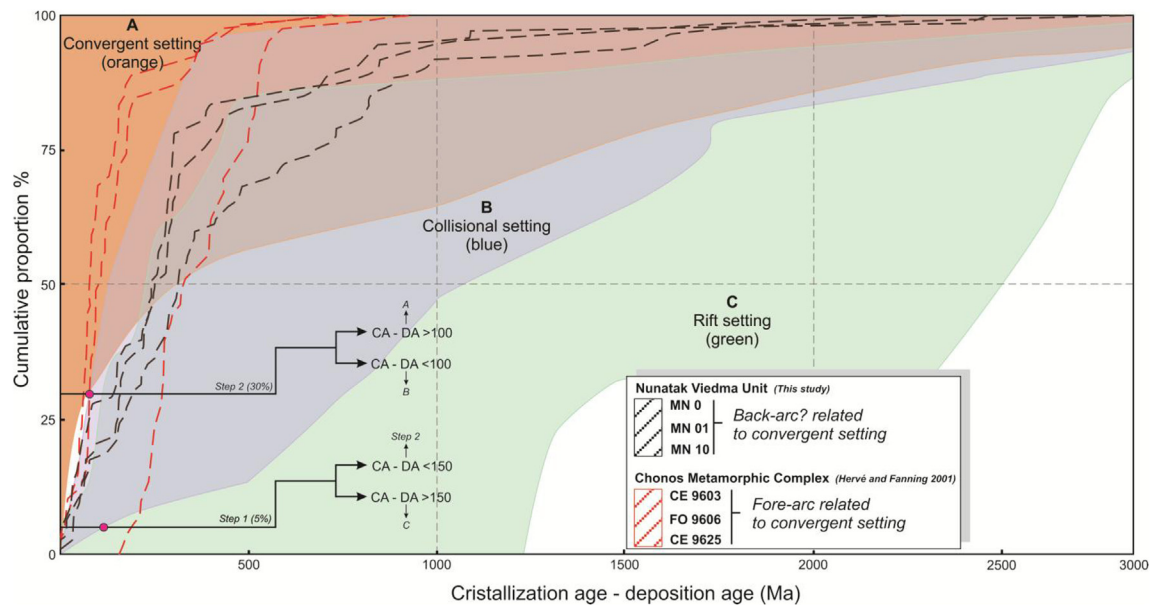 100
75
50
25
0
Cumulative proportion %
A
Convergent setting
(orange)
B
Collisional setting
(blue)
C
Rift setting
(green)
A
CA - DA >100
CA - DA <100
B
Step 2 (30%)
Step 2
CA - DA <150
CA - DA >150
C
Step 1 (5%)
Nunatak Viedma Unit (This study)
MN 0
MN 01
MN 10
Back-arc? related
to convergent setting
Chonos Metamorphic Complex (Hervé and Fanning 2001)
CE 9603
FO 9606
CE 9625
Fore-arc related
to convergent setting
500
1000
1500
2000
2500
3000
Cristallization age - deposition age (Ma)